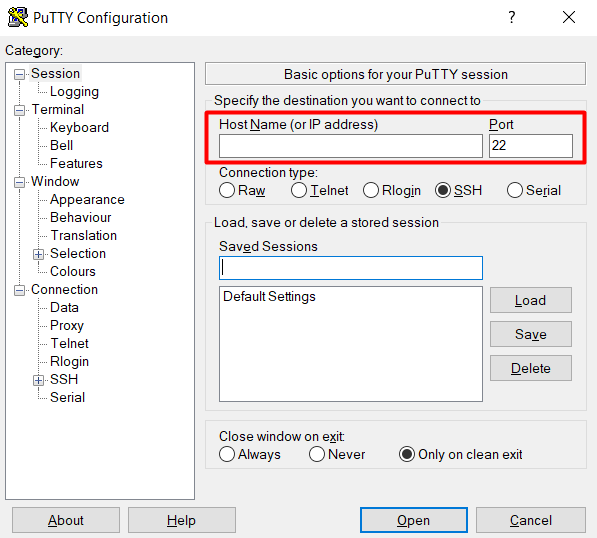 PuTTY Configuration
?
Category:
Session
Logging
Terminal
Keyboard
Bell
Features
Window
Appearance
Behaviour
Translation
Selection
Colours
Connection
Data
Proxy
Telnet
Rlogin
SSH
Serial
Basic options for your PuTTY session
Specify the destination you want to connect to
Host Name (or IP address) Port
22
Connection type:
Raw Telnet Rlogin SSH Serial
Load, save or delete a stored session
Saved Sessions
Default Settings
Load
Save
Delete
Close window on exit:
Always Never Only on clean exit
About Help Open Cancel